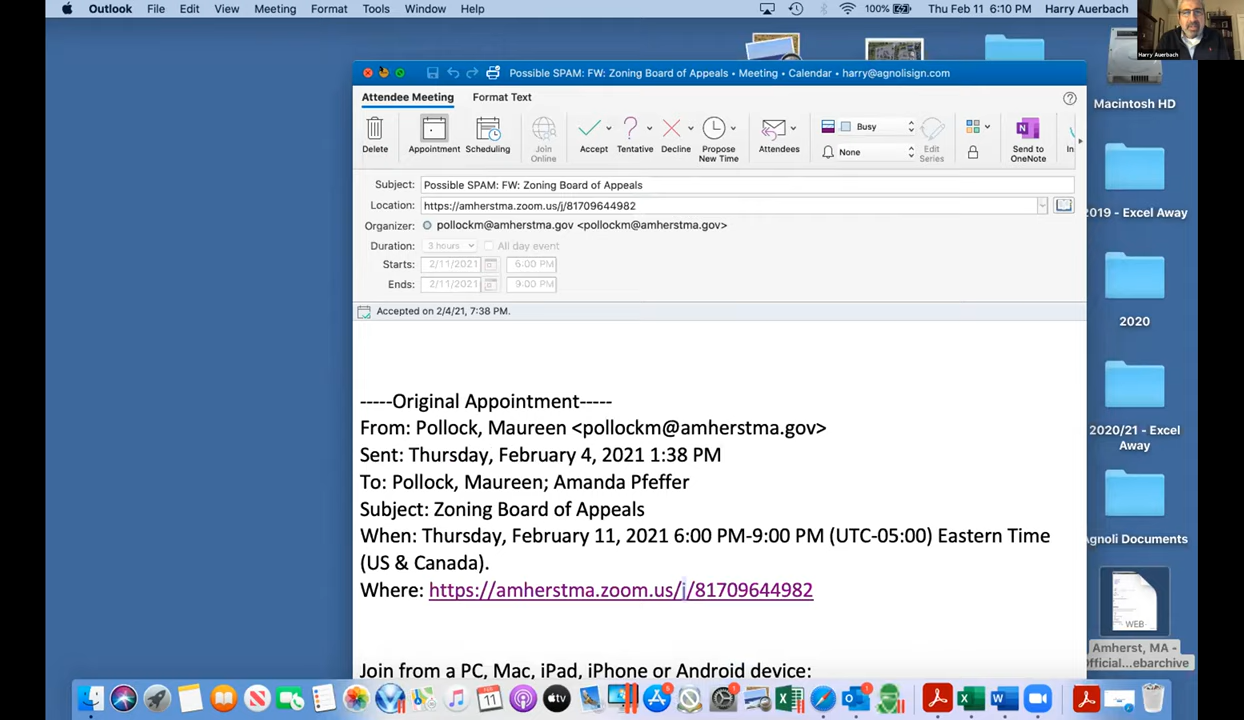 Outlook File Edit View Meeting Format Tools Window Help 100% Thu Feb 11 6:10 PM Harry Auerbach
Harry Auerbach
Possible SPAM: FW: Zoning Board of Appeals • Meeting • Calendar • harry@agnolisign.com
Attendee Meeting Format Text
Delete Appointment Scheduling Join Online Accept Tentative Decline Propose New Time Attendees Busy None Edit Series Send to OneNote In
Subject: Possible SPAM: FW: Zoning Board of Appeals
Location: https://amherstma.zoom.us/j/81709644982
Organizer: pollockm@amherstma.gov <pollockm@amherstma.gov>
Duration: 3 hours All day event
Starts: 2/11/2021 6:00 PM
Ends: 2/11/2021 9:00 PM
Accepted on 2/4/21, 7:38 PM.
-----Original Appointment-----
From: Pollock, Maureen <pollockm@amherstma.gov>
Sent: Thursday, February 4, 2021 1:38 PM
To: Pollock, Maureen; Amanda Pfeffer
Subject: Zoning Board of Appeals
When: Thursday, February 11, 2021 6:00 PM-9:00 PM (UTC-05:00) Eastern Time
(US & Canada).
Where: https://amherstma.zoom.us/j/81709644982
Join from a PC, Mac, iPad, iPhone or Android device:
Macintosh HD
2019 - Excel Away
2020
2020/21 - Excel
Away
Agnoli Documents
WEB
Amherst, MA -
Official...ebarchive
FEB
11
tv